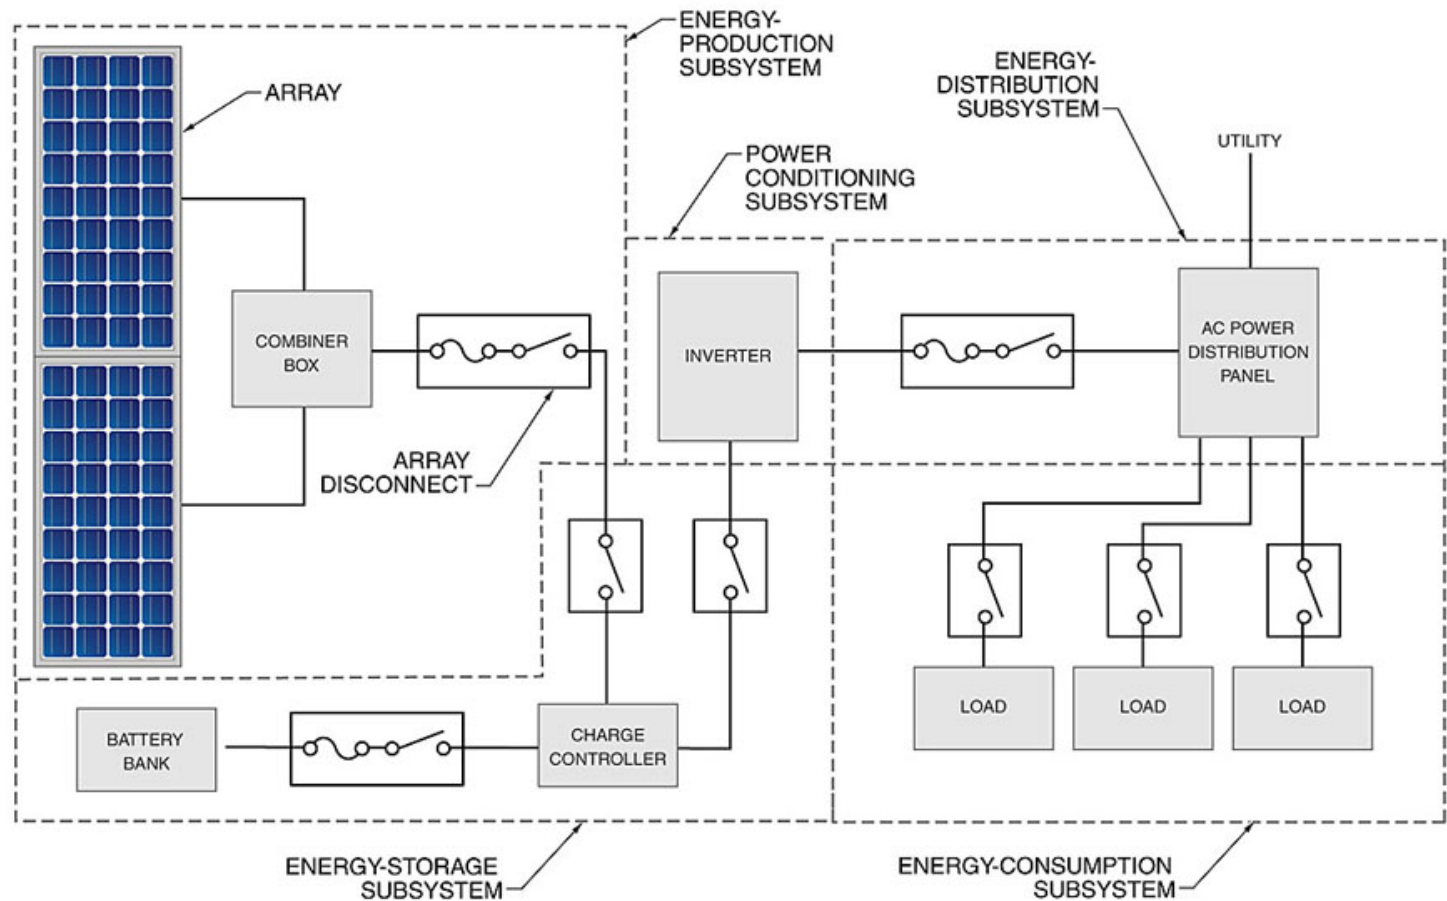 ENERGY-
PRODUCTION
SUBSYSTEM
ARRAY
ENERGY-
DISTRIBUTION
SUBSYSTEM
UTILITY
POWER
CONDITIONING
SUBSYSTEM
COMBINER
BOX
INVERTER
AC POWER
DISTRIBUTION
PANEL
ARRAY
DISCONNECT
BATTERY
BANK
CHARGE
CONTROLLER
LOAD
LOAD
LOAD
ENERGY-STORAGE
SUBSYSTEM
ENERGY-CONSUMPTION
SUBSYSTEM